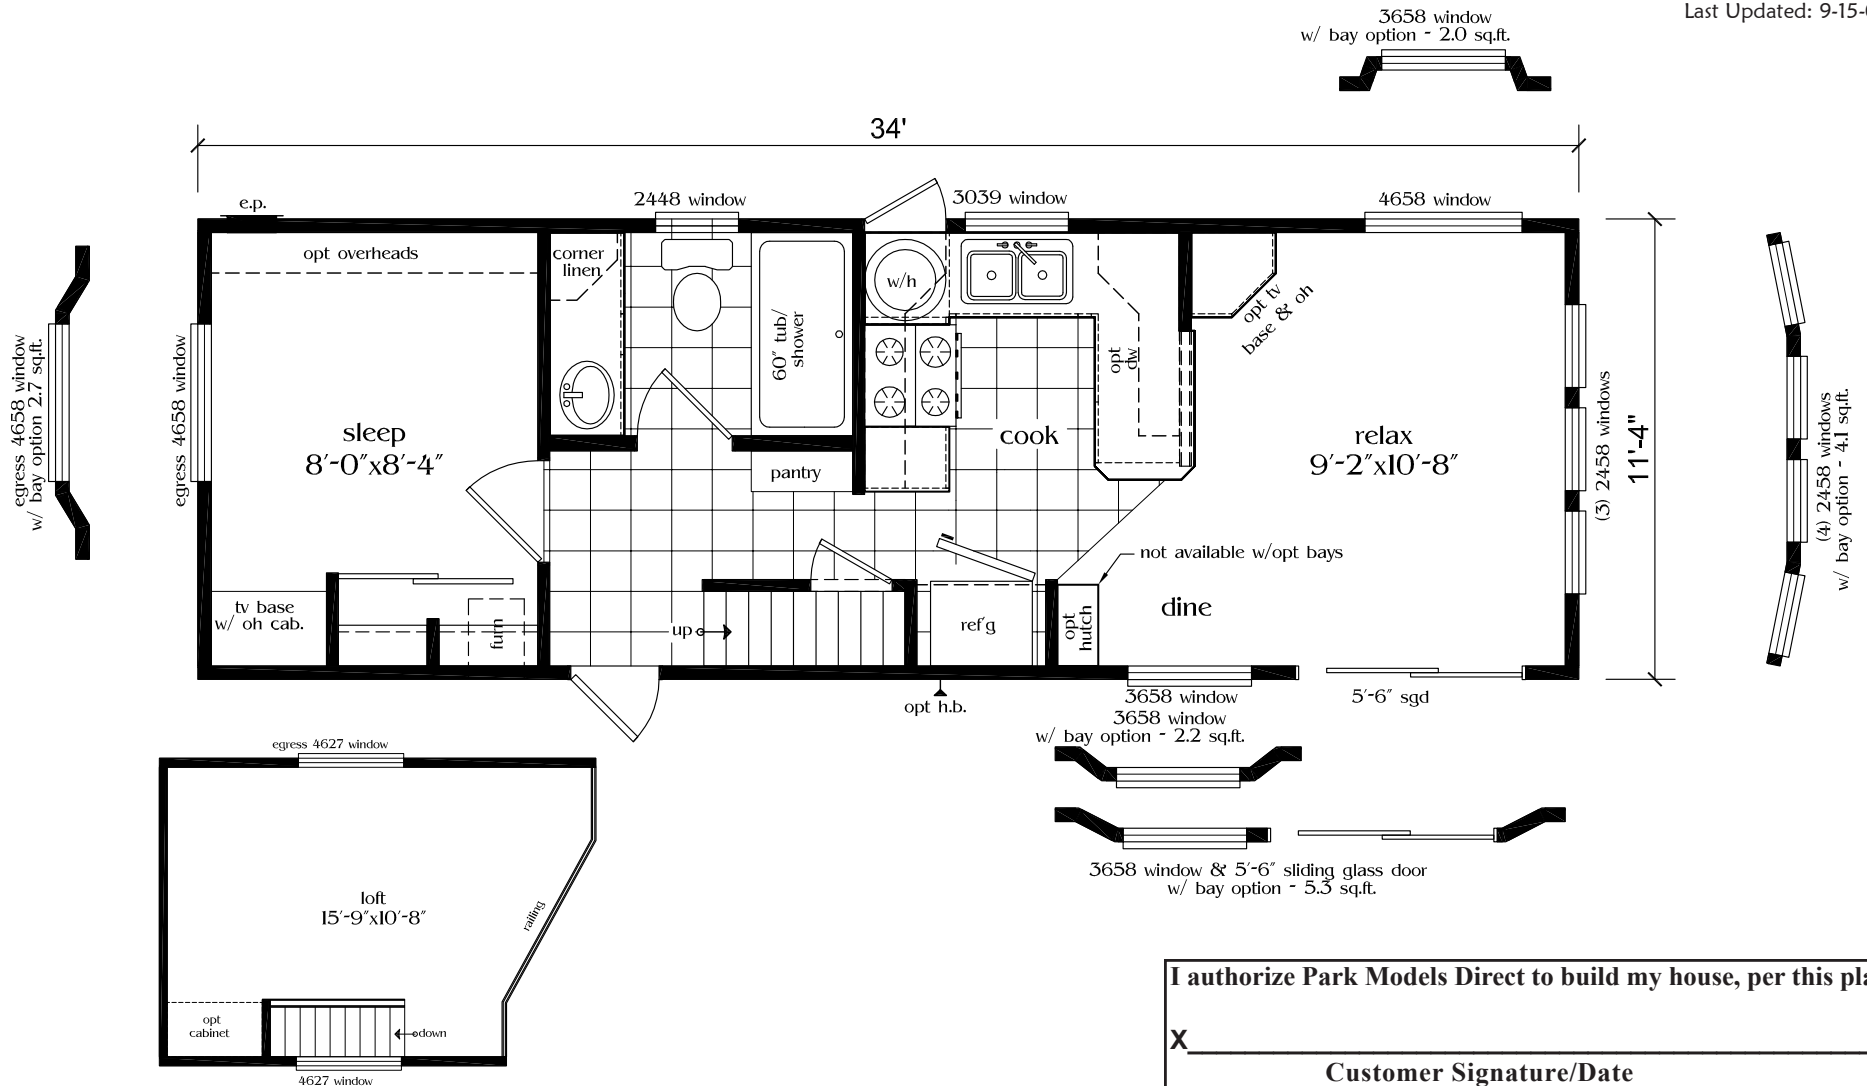 Last Updated: 9-15-
3658 window
w/ bay option - 2.0 sq.ft.
34'
e.p.
2448 window
3039 window
4658 window
opt overheads
corner
linen
w/h
opt tv
base & oh
60" tub/
shower
opt
dw
egress 4658 window
w/ bay option 2.7 sq.ft.
egress 4658 window
sleep
8'-0"x8'-4"
cook
relax
9'-2"x10'-8"
(3) 2458 windows
11'-4"
(4) 2458 windows
w/ bay option - 4.1 sq.ft.
pantry
not available w/opt bays
tv base
w/ oh cab.
furn
up
ref'g
opt
hutch
dine
opt h.b.
3658 window
5'-6" sgd
3658 window
w/ bay option - 2.2 sq.ft.
egress 4627 window
3658 window & 5'-6" sliding glass door
w/ bay option - 5.3 sq.ft.
loft
15'-9"x10'-8"
railing
opt
cabinet
down
4627 window
I authorize Park Models Direct to build my house, per this
X
Customer Signature/Date